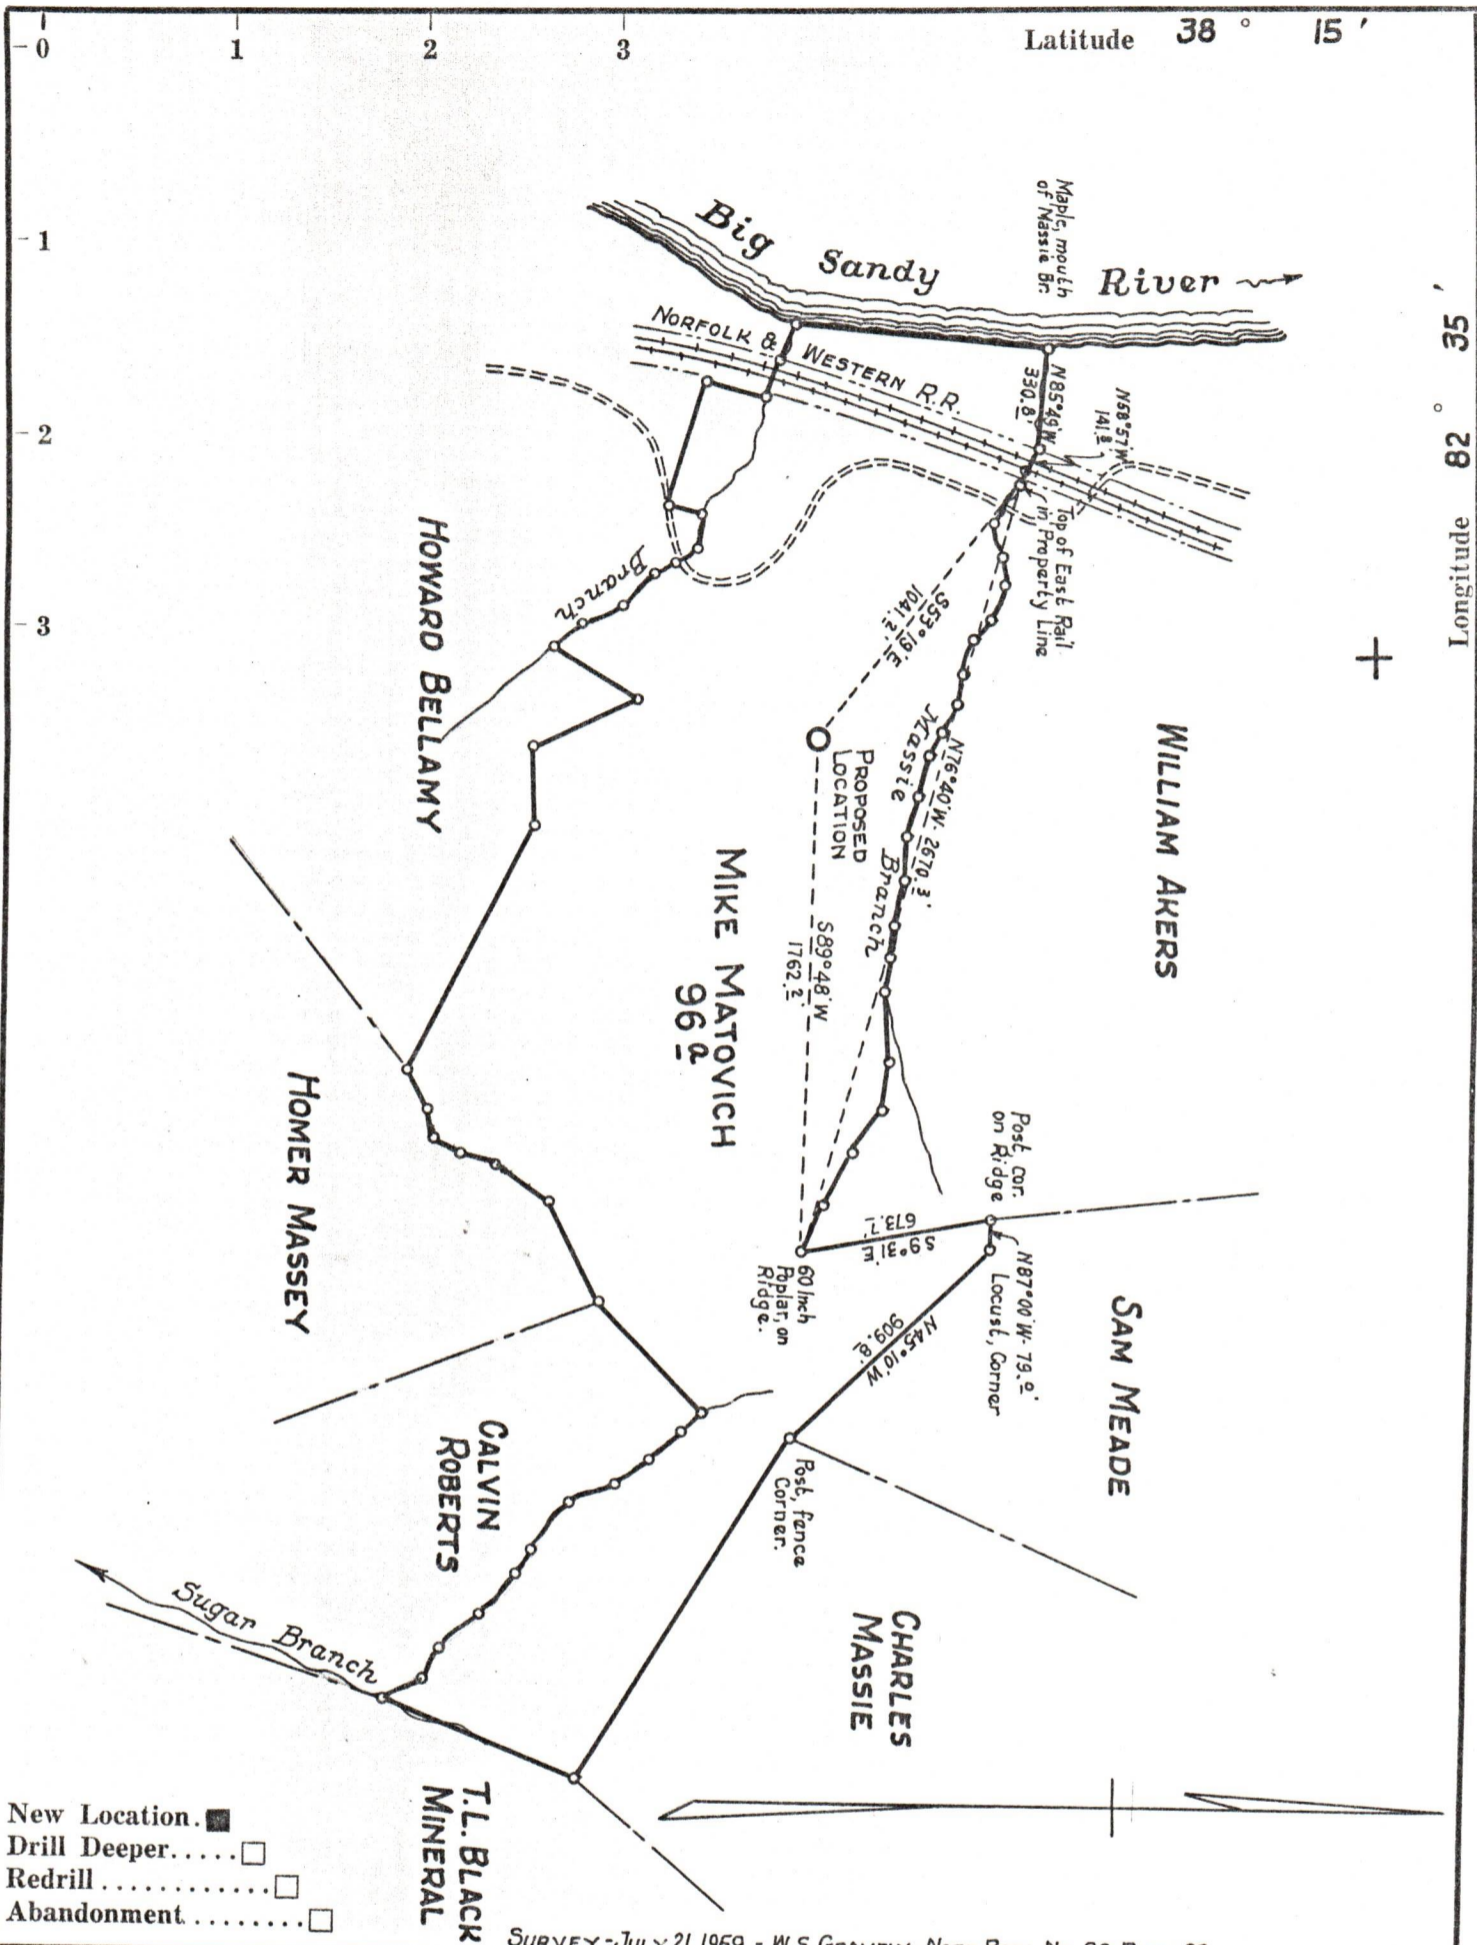 0 1 2 3
Latitude 38 ° 15 '
1
2
3
Longitude 82 ° 35 '
Big Sandy River
Maple, mouth
of Massie Br.
NORFOLK & WESTERN R.R.
N85°49'W
330.8'
N58°57'W
141.8'
Top of East Rail
in Property Line
S53°19'E
1041.2'
PROPOSED
LOCATION
Massie Branch
N76°40'W - 2670.3'
S89°48'W
1762.2'
WILLIAM AKERS
Branch
HOWARD BELLAMY
MIKE MATOVICH
96 a
Post cor.
on Ridge
S9°31'E
673.7'
N87°00'W - 79.0'
Locust, Corner
60 Inch
Poplar, on
Ridge.
N45°10'W
909.8'
SAM MEADE
HOMER MASSEY
Post, fence
Corner.
CALVIN
ROBERTS
CHARLES
MASSIE
Sugar Branch
T.L. BLACK
MINERAL
New Location.
Drill Deeper.....
Redrill ............
Abandonment.........
SURVEY - JULY 21, 1959 - W.S.